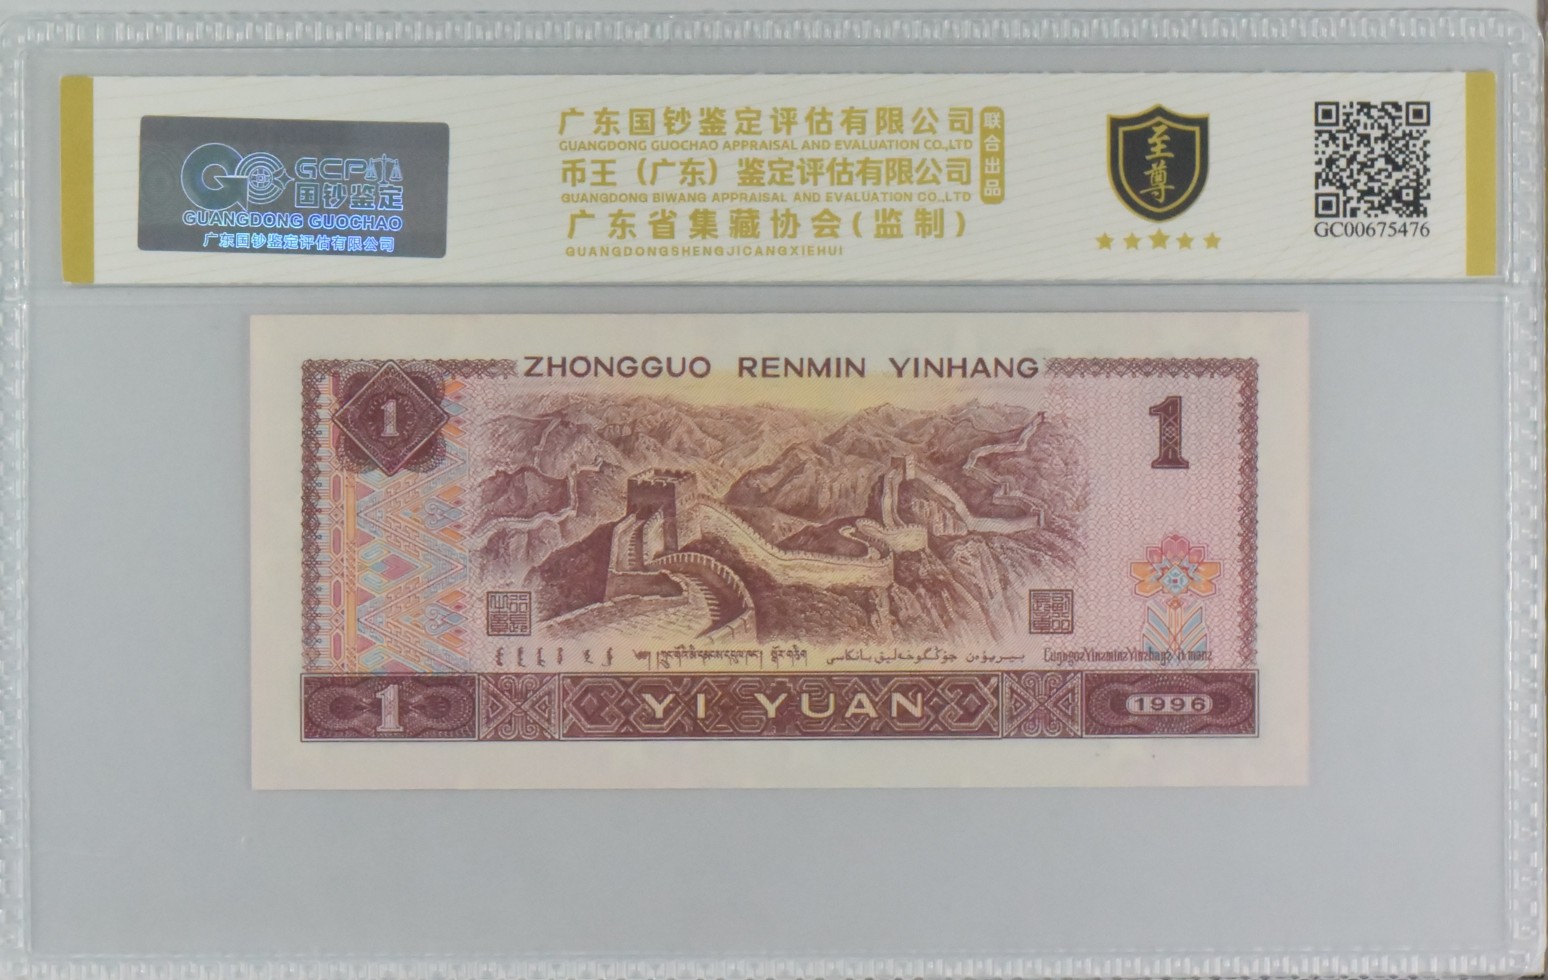 GCP
国钞鉴定
GUANGDONG GUOCHAO
广东国钞鉴定评估有限公司
广东国钞鉴定评估有限公司
GUANGDONG GUOCHAO APPRAISAL AND EVALUATION CO.,LTD
币王（广东）鉴定评估有限公司
GUANGDONG BIWANG APPRAISAL AND EVALUATION CO.,LTD
广东省集藏协会(监制)
GUANGDONGSHENGJICANGXIEHUI
联合出品
至尊
GC00675476
ZHONGGUO RENMIN YINHANG
1
1
1
YI YUAN
1996